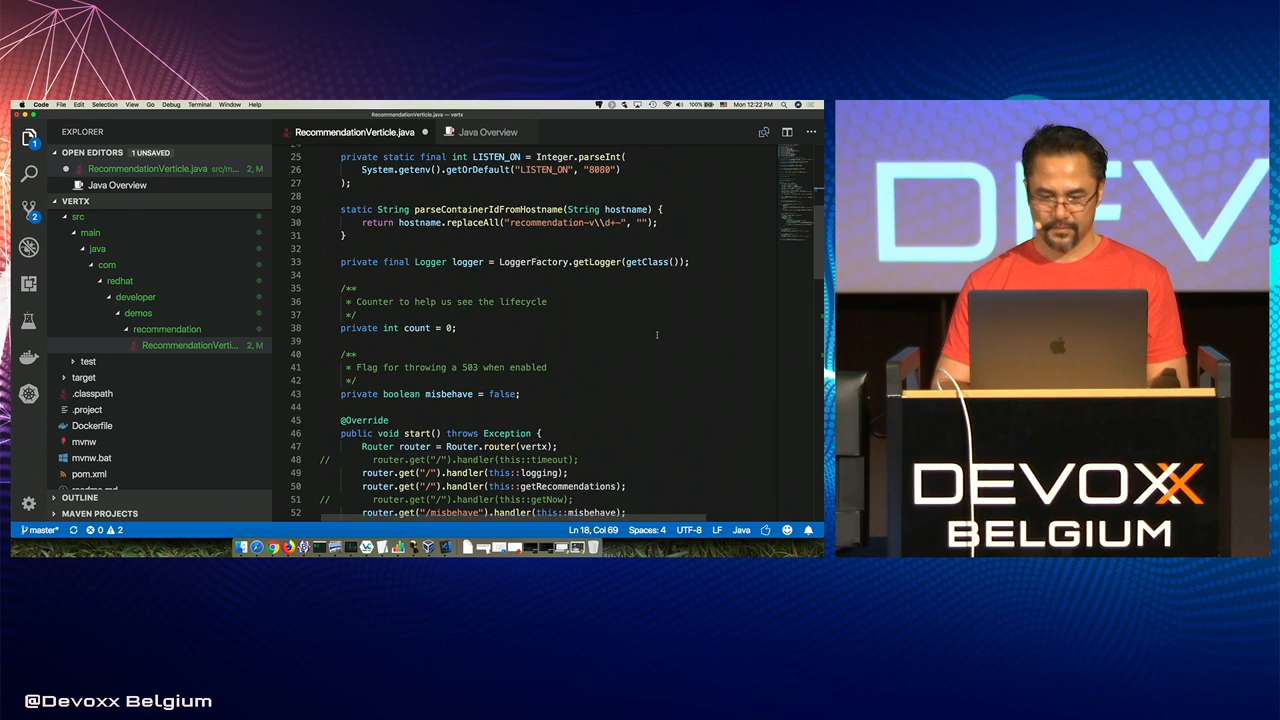 Code File Edit Selection View Go Debug Terminal Window Help
100% Mon 12:22 PM
RecommendationVerticle.java — vertx
EXPLORER
OPEN EDITORS 1 UNSAVED
RecommendationVerticle.java src/m... 2, M
Java Overview
VERTX
src
main
java
com
redhat
developer
demos
recommendation
RecommendationVerti... 2, M
test
target
.classpath
.project
Dockerfile
mvnw
mvnw.bat
pom.xml
readme.md
OUTLINE
MAVEN PROJECTS
1
2
RecommendationVerticle.java
Java Overview
24
25 private static final int LISTEN_ON = Integer.parseInt(
26 System.getenv().getOrDefault("LISTEN_ON", "8080")
27 );
28
29 static String parseContainerIdFromHostname(String hostname) {
30 return hostname.replaceAll("recommendation-v\\d+-", "");
31 }
32
33 private final Logger logger = LoggerFactory.getLogger(getClass());
34
35 /**
36 * Counter to help us see the lifecycle
37 */
38 private int count = 0;
39
40 /**
41 * Flag for throwing a 503 when enabled
42 */
43 private boolean misbehave = false;
44
45 @Override
46 public void start() throws Exception {
47 Router router = Router.router(vertx);
48 // router.get("/").handler(this::timeout);
49 router.get("/").handler(this::logging);
50 router.get("/").handler(this::getRecommendations);
51 // router.get("/").handler(this::getNow);
52 router.get("/misbehave").handler(this::misbehave);
master* 0 2 Ln 18, Col 69 Spaces: 4 UTF-8 LF Java
DEV
DEVOXX
BELGIUM
@Devoxx Belgium